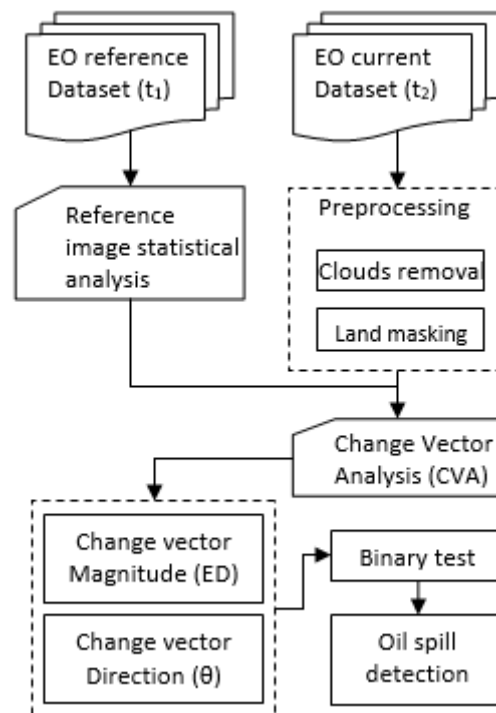 EO reference
Dataset (t₁)
EO current
Dataset (t₂)
Reference
image statistical
analysis
Preprocessing
Clouds removal
Land masking
Change Vector
Analysis (CVA)
Change vector
Magnitude (ED)
Change vector
Direction (θ)
Binary test
Oil spill
detection